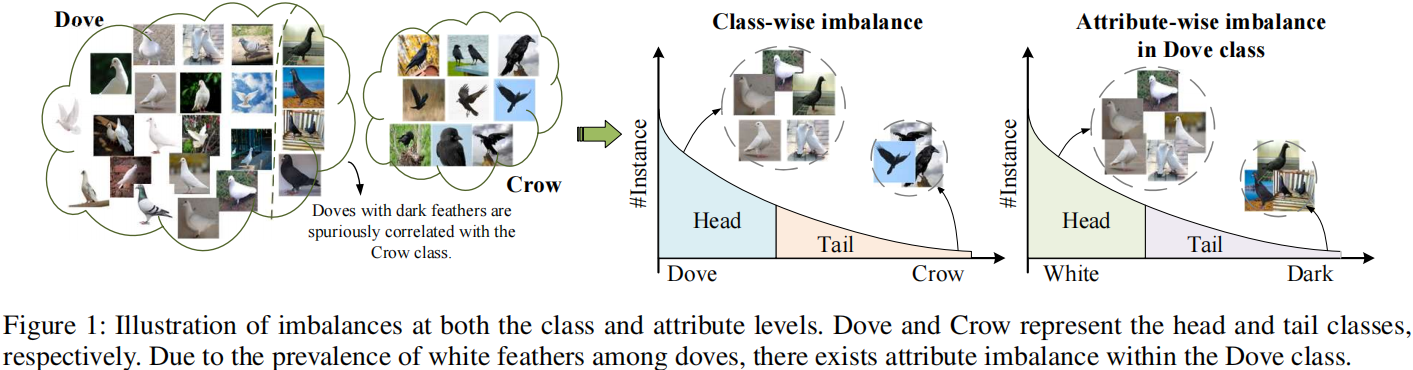 Dove
Crow
Doves with dark feathers are
spuriously correlated with the
Crow class.
Class-wise imbalance
#Instance
Head
Tail
Dove
Crow
Attribute-wise imbalance
in Dove class
#Instance
Head
Tail
White
Dark
Figure 1: Illustration of imbalances at both the class and attribute levels. Dove and Crow represent the head and tail classes,
respectively. Due to the prevalence of white feathers among doves, there exists attribute imbalance within the Dove class.